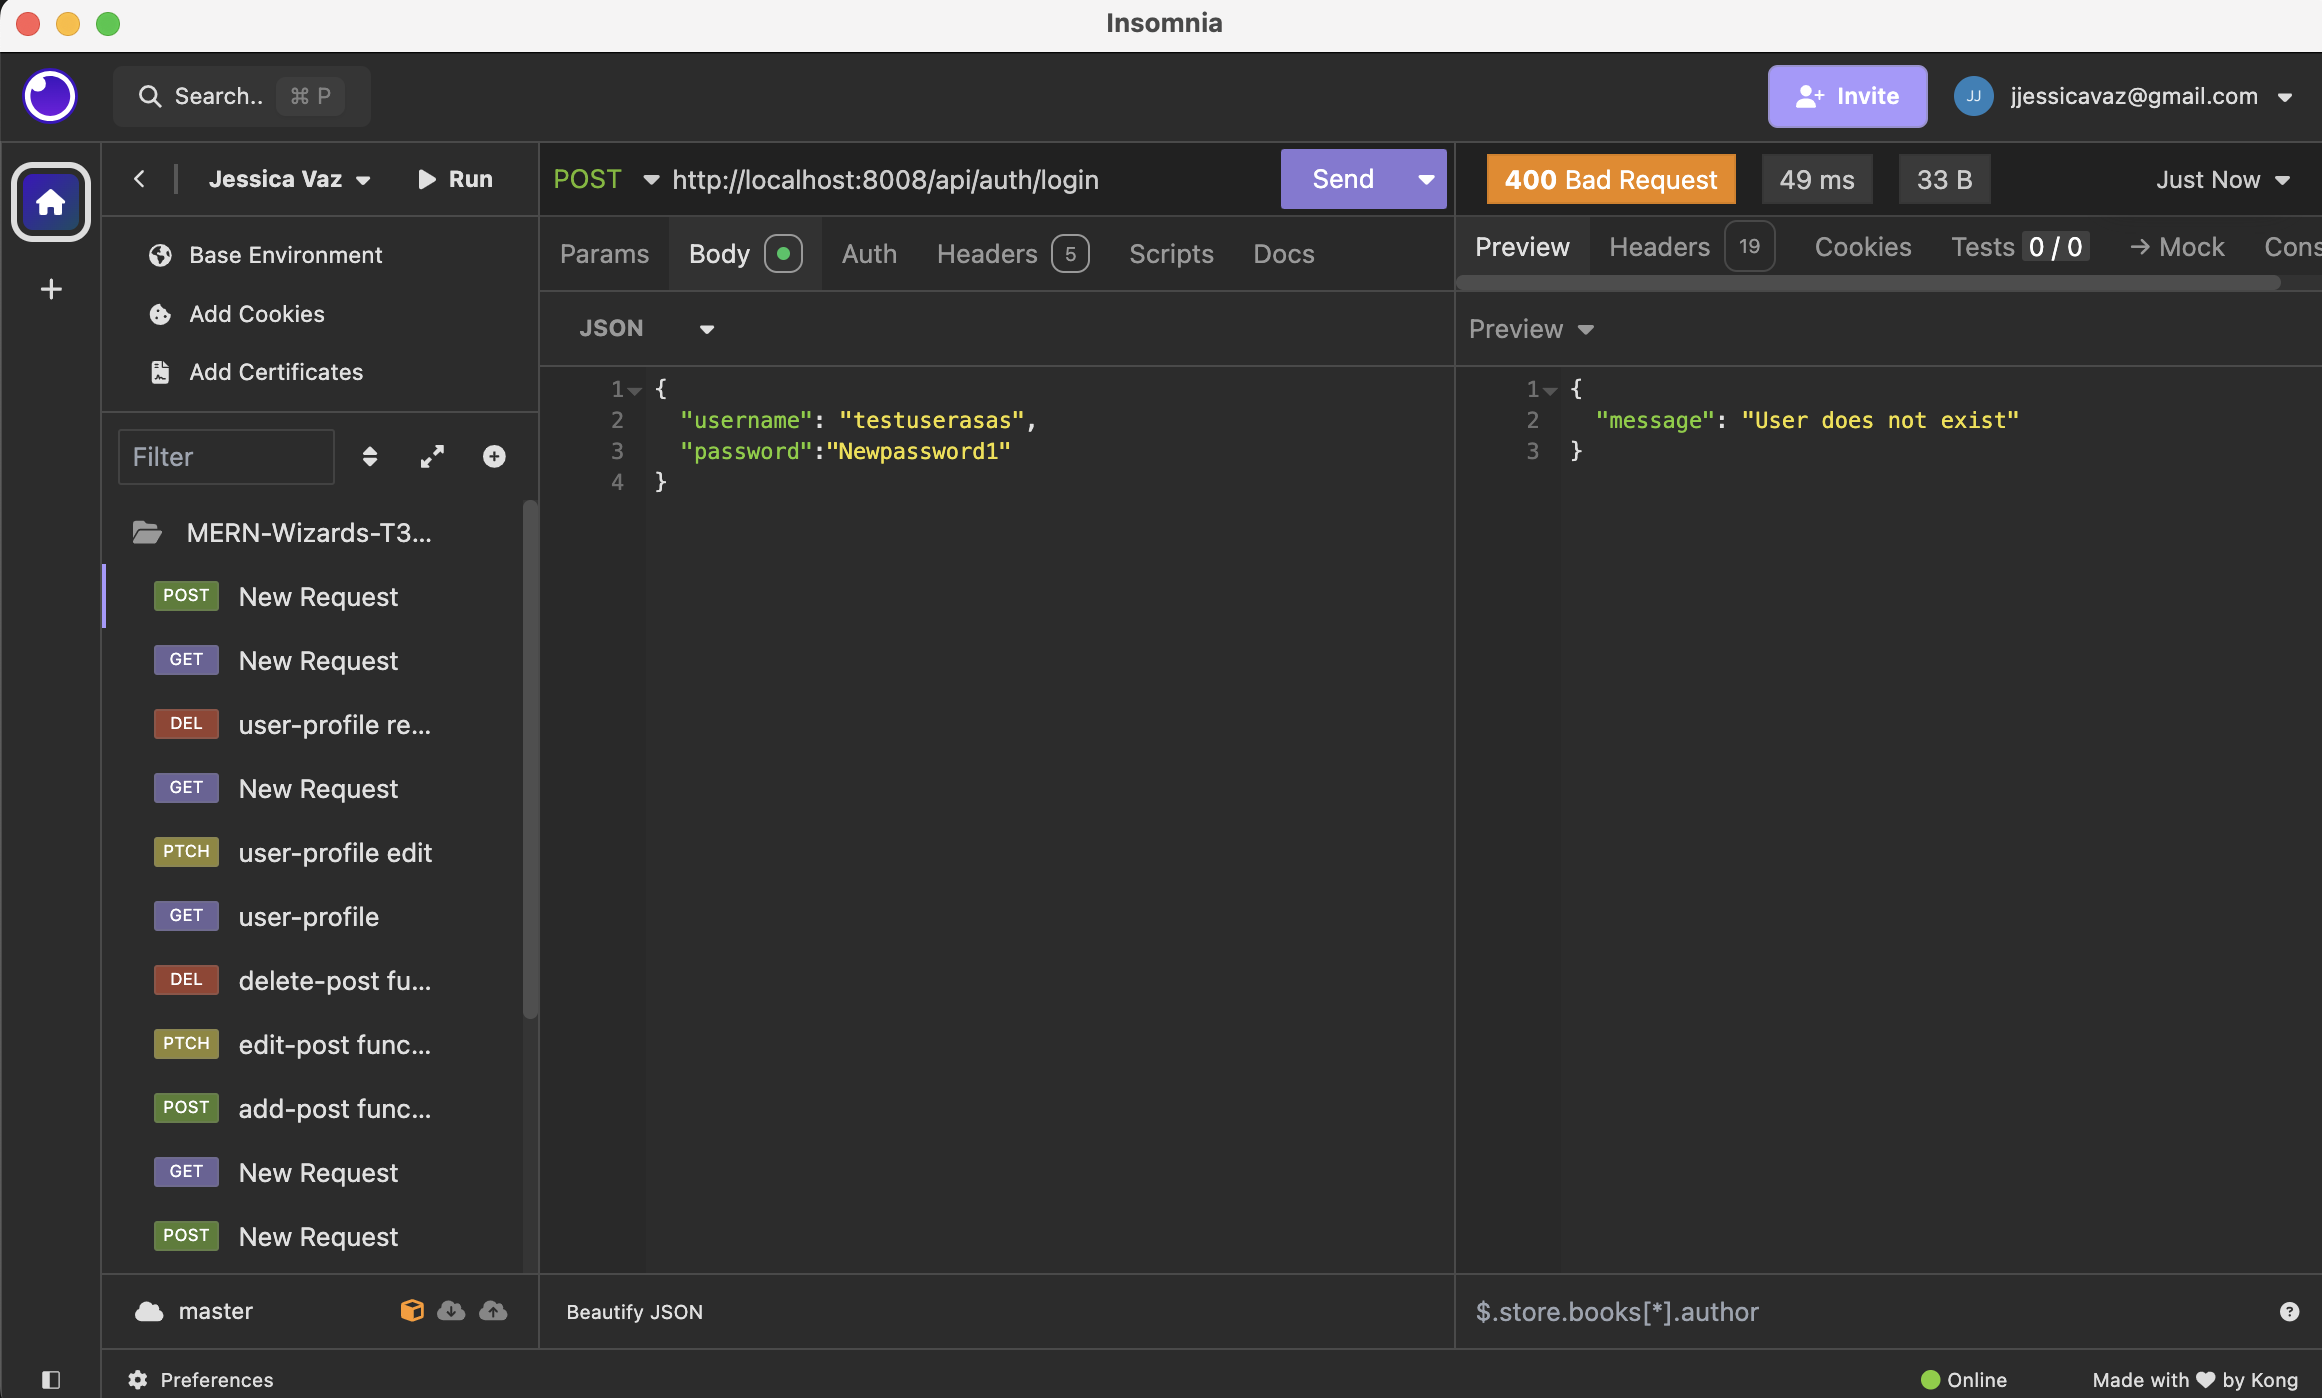 Insomnia
Search.. ⌘ P
Invite
JJ
jjessicavaz@gmail.com
Jessica Vaz
Run
POST http://localhost:8008/api/auth/login
Send
400 Bad Request
49 ms
33 B
Just Now
Base Environment
Add Cookies
Add Certificates
Filter
MERN-Wizards-T3...
POST New Request
GET New Request
DEL user-profile re...
GET New Request
PTCH user-profile edit
GET user-profile
DEL delete-post fu...
PTCH edit-post func...
POST add-post func...
GET New Request
POST New Request
master
Preferences
Params Body Auth Headers 5 Scripts Docs
JSON
1 {
2 "username": "testuserasas",
3 "password":"Newpassword1"
4 }
Beautify JSON
Preview Headers 19 Cookies Tests 0 / 0 → Mock Cons
Preview
1 {
2 "message": "User does not exist"
3 }
$.store.books[*].author
?
Online
Made with ♥ by Kong